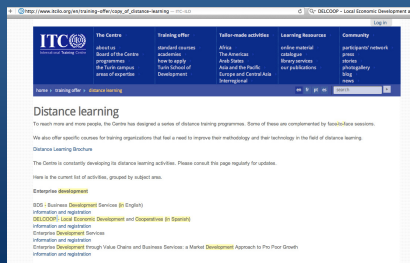 http://www.itcilo.org/en/training-offer/copy_of_distance-learning — ITC-ILO
Q- DELCOOP - Local Economic Development a
Log in
ITC
International Training Centre
The Centre
about us
Board of the Centre
programmes
the Turin campus
areas of expertise
Training offer
standard courses
academies
how to apply
Turin School of
Development
Tailor-made activities
Africa
The Americas
Arab States
Asia and the Pacific
Europe and Central Asia
Interregional
Learning Resources
online material
catalogue
library services
our publications
Community
participants' network
press
stories
photogallery
blog
news
home › training offer › distance learning
en fr pt es
search
Distance learning
To reach more and more people, the Centre has designed a series of distance training programmes. Some of these are complemented by face-to-face sessions.
We also offer specific courses for training organizations that feel a need to improve their methodology and their technology in the field of distance learning.
Distance Learning Brochure
The Centre is constantly developing its distance learning activities. Please consult this page regularly for updates.
Here is the current list of activities, grouped by subject area.
Enterprise development
BDS - Business Development Services (in English)
information and registration
DELCOOP - Local Economic Development and Cooperatives (in Spanish)
information and registration
Enterprise Development Services
information and registration
Enterprise Development through Value Chains and Business Services: a Market Development Approach to Pro Poor Growth
information and registration